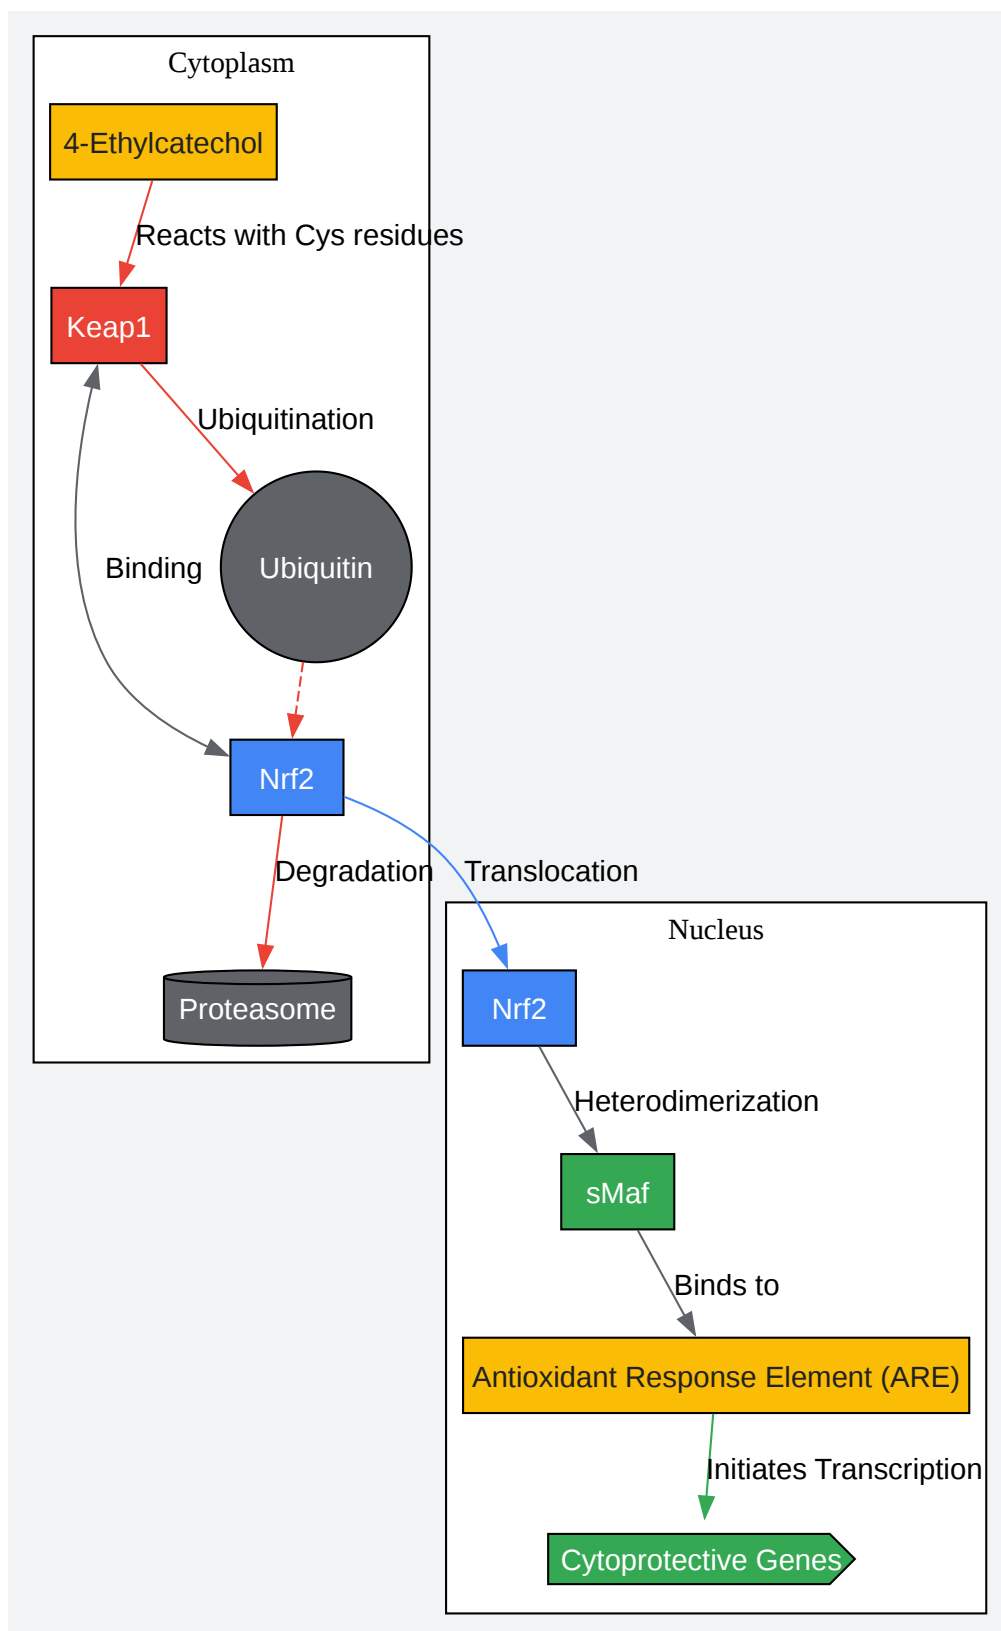 Cytoplasm
4-Ethylcatechol
Reacts with Cys residues
Keap1
Ubiquitination
Binding
Ubiquitin
Nrf2
Degradation
Translocation
Proteasome
Nucleus
Nrf2
Heterodimerization
sMaf
Binds to
Antioxidant Response Element (ARE)
Initiates Transcription
Cytoprotective Genes